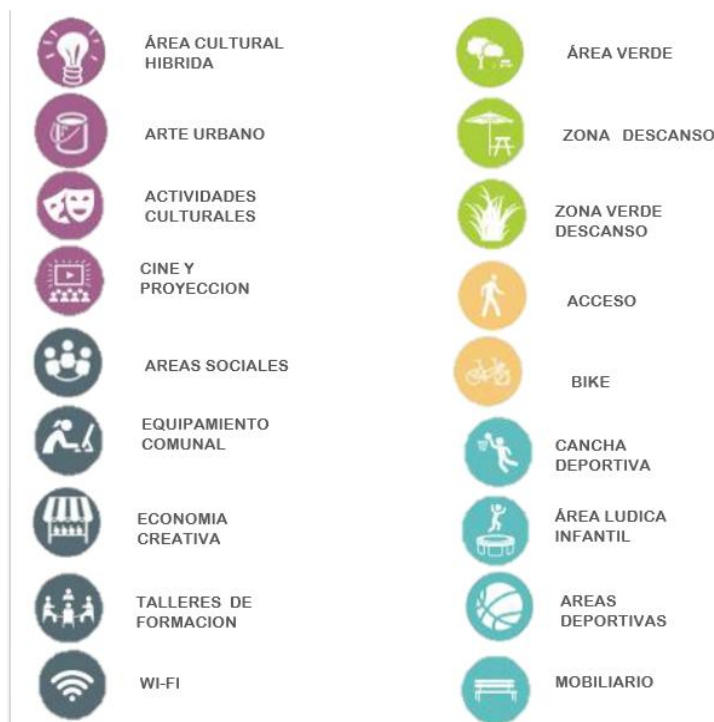 ÁREA CULTURAL
HIBRIDA
ARTE URBANO
ACTIVIDADES
CULTURALES
CINE Y
PROYECCION
AREAS SOCIALES
EQUIPAMIENTO
COMUNAL
ECONOMIA
CREATIVA
TALLERES DE
FORMACION
WI-FI
ÁREA VERDE
ZONA DESCANSO
ZONA VERDE
DESCANSO
ACCESO
BIKE
CANCHA
DEPORTIVA
ÁREA LUDICA
INFANTIL
AREAS
DEPORTIVAS
MOBILIARIO